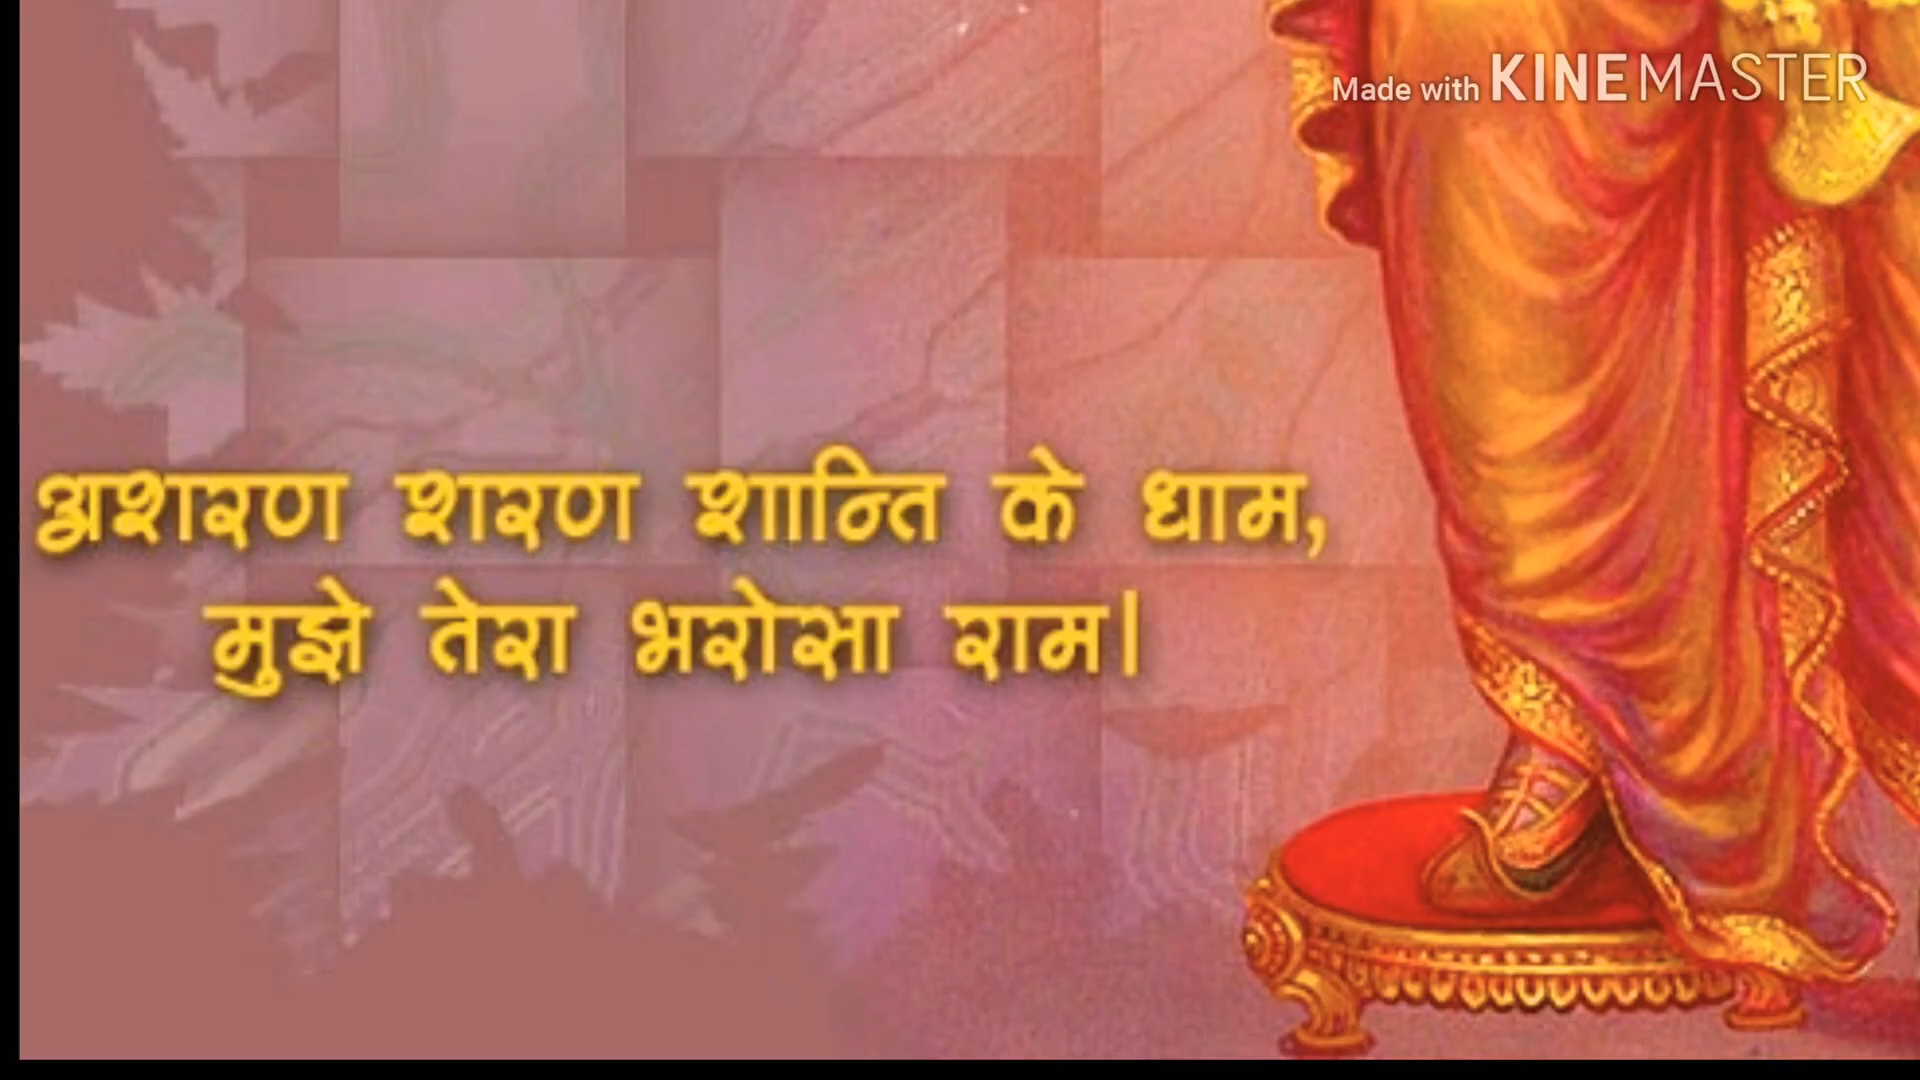 Made with KINEMASTER
अशरण शरण शान्ति के धाम,
मुझे तेरा भरोसा राम।